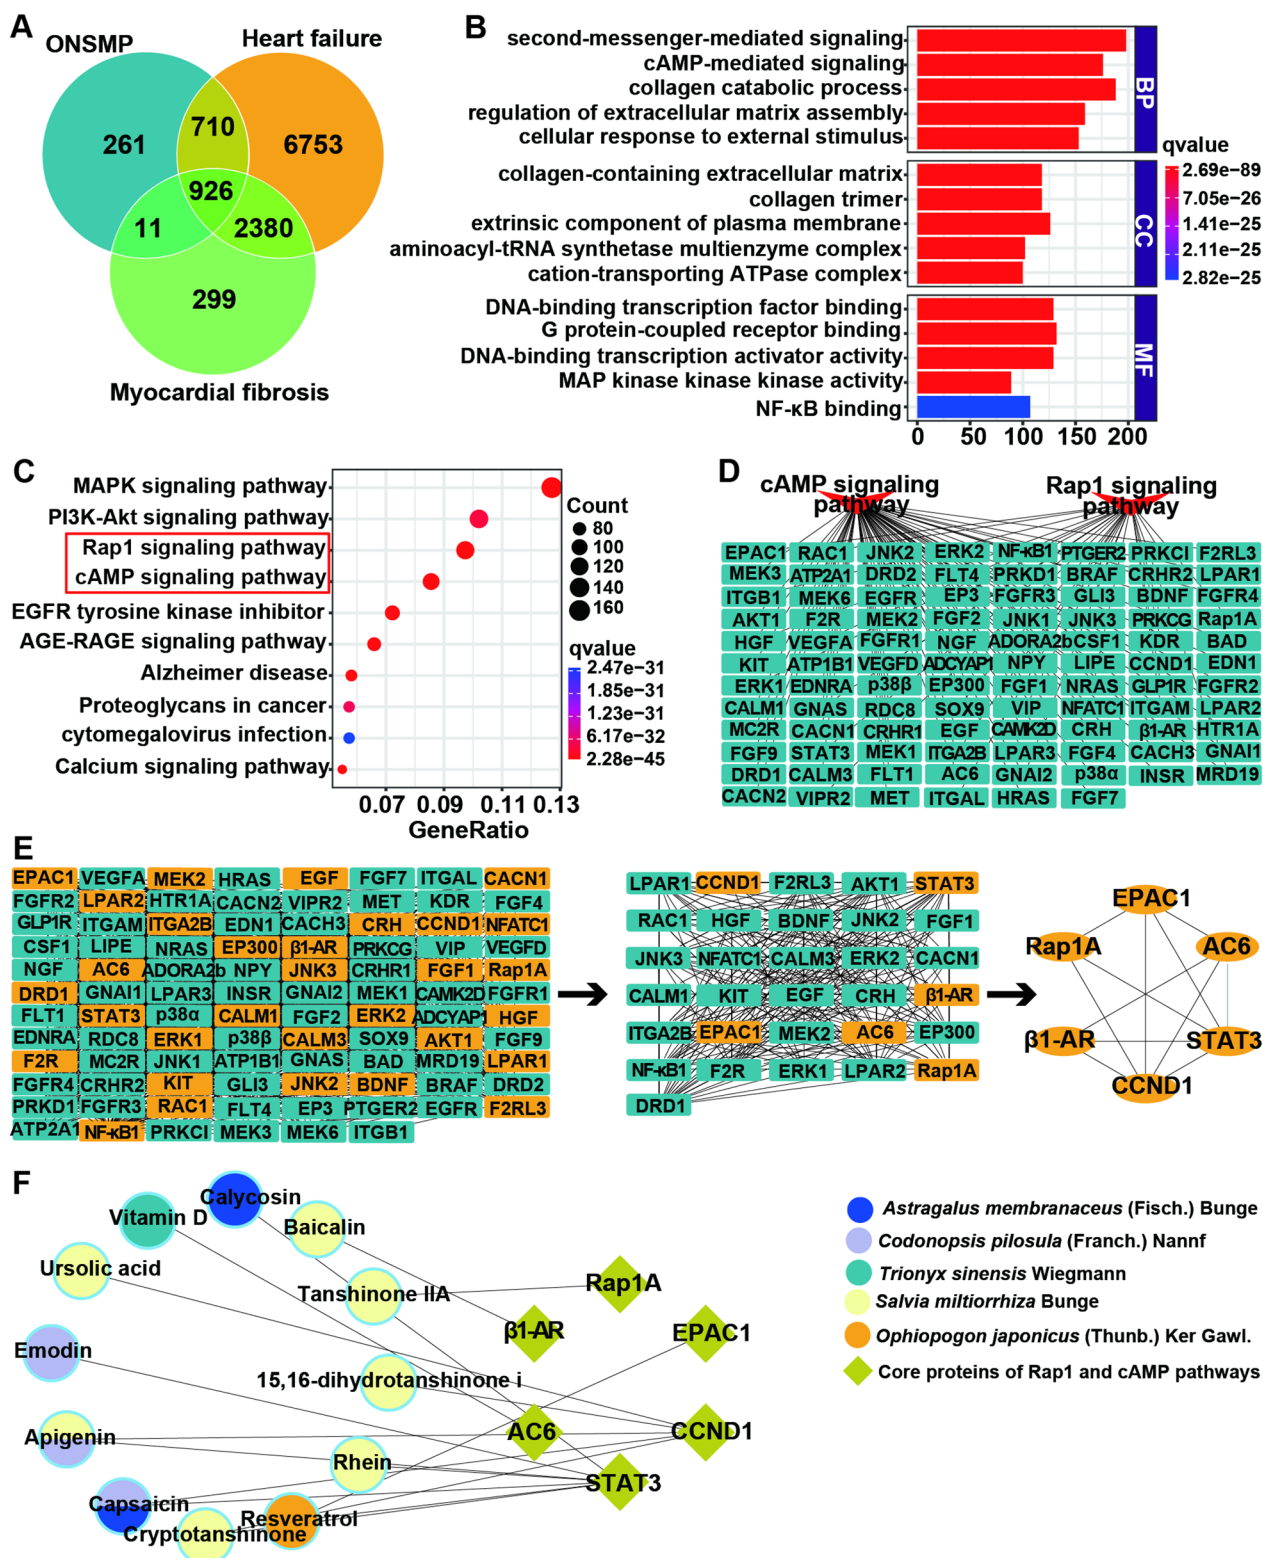 A
ONSMP
Heart failure
261
710
6753
926
11
2380
299
Myocardial fibrosis
B
second-messenger-mediated signaling
cAMP-mediated signaling
collagen catabolic process
regulation of extracellular matrix assembly
cellular response to external stimulus
BP
collagen-containing extracellular matrix
collagen trimer
extrinsic component of plasma membrane
aminoacyl-tRNA synthetase multienzyme complex
cation-transporting ATPase complex
CC
DNA-binding transcription factor binding
G protein-coupled receptor binding
DNA-binding transcription activator activity
MAP kinase kinase kinase activity
NF-κB binding
MF
0 50 100 150 200
qvalue
2.69e-89
7.05e-26
1.41e-25
2.11e-25
2.82e-25
C
MAPK signaling pathway
PI3K-Akt signaling pathway
Rap1 signaling pathway
cAMP signaling pathway
EGFR tyrosine kinase inhibitor
AGE-RAGE signaling pathway
Alzheimer disease
Proteoglycans in cancer
cytomegalovirus infection
Calcium signaling pathway
0.07 0.09 0.11 0.13
GeneRatio
Count
80
100
120
140
160
qvalue
2.47e-31
1.85e-31
1.23e-31
6.17e-32
2.28e-45
D
cAMP signaling
pathway
Rap1 signaling
pathway
EPAC1 RAC1 JNK2 ERK2 NF-κB1 PTGER2 PRKCI F2RL3
MEK3 ATP2A1 DRD2 FLT4 PRKD1 BRAF CRHR2 LPAR1
ITGB1 MEK6 EGFR EP3 FGFR3 GLI3 BDNF FGFR4
AKT1 F2R MEK2 FGF2 JNK1 JNK3 PRKCG Rap1A
HGF VEGFA FGFR1 NGF ADORA2b CSF1 KDR BAD
KIT ATP1B1 VEGFD ADCYAP1 NPY LIPE CCND1 EDN1
ERK1 EDNRA p38β EP300 FGF1 NRAS GLP1R FGFR2
CALM1 GNAS RDC8 SOX9 VIP NFATC1 ITGAM LPAR2
MC2R CACN1 CRHR1 EGF CAMK2D CRH β1-AR HTR1A
FGF9 STAT3 MEK1 ITGA2B LPAR3 FGF4 CACH3 GNAI1
DRD1 CALM3 FLT1 AC6 GNAI2 p38α INSR MRD19
CACN2 VIPR2 MET ITGAL HRAS FGF7
E
EPAC1 VEGFA MEK2 HRAS EGF FGF7 ITGAL CACN1
FGFR2 LPAR2 HTR1A CACN2 VIPR2 MET KDR FGF4
GLP1R ITGAM ITGA2B EDN1 CACH3 CRH CCND1 NFATC1
CSF1 LIPE NRAS EP300 β1-AR PRKCG VIP VEGFD
NGF AC6 ADORA2b NPY JNK3 CRHR1 FGF1 Rap1A
DRD1 GNAI1 LPAR3 INSR GNAI2 MEK1 CAMK2D FGFR1
FLT1 STAT3 p38α CALM1 FGF2 ERK2 ADCYAP1 HGF
EDNRA RDC8 ERK1 p38β CALM3 SOX9 AKT1 FGF9
F2R MC2R JNK1 ATP1B1 GNAS BAD MRD19 LPAR1
FGFR4 CRHR2 KIT GLI3 JNK2 BDNF BRAF DRD2
PRKD1 FGFR3 RAC1 FLT4 EP3 PTGER2 EGFR F2RL3
ATP2A1 NF-κB1 PRKCI MEK3 MEK6 ITGB1
LPAR1 CCND1 F2RL3 AKT1 STAT3
RAC1 HGF BDNF JNK2 FGF1
JNK3 NFATC1 CALM3 ERK2 CACN1
CALM1 KIT EGF CRH β1-AR
ITGA2B EPAC1 MEK2 AC6 EP300
NF-κB1 F2R ERK1 LPAR2 Rap1A
DRD1
EPAC1
Rap1A
AC6
β1-AR
STAT3
CCND1
F
Calycosin
Vitamin D
Baicalin
Ursolic acid
Tanshinone IIA
Emodin
15,16-dihydrotanshinone i
Apigenin
Rhein
Capsaicin
Resveratrol
Cryptotanshinone
Rap1A
β1-AR
EPAC1
AC6
CCND1
STAT3
Astragalus membranaceus (Fisch.) Bunge
Codonopsis pilosula (Franch.) Nannf
Trionyx sinensis Wiegmann
Salvia miltiorrhiza Bunge
Ophiopogon japonicus (Thunb.) Ker Gawl.
Core proteins of Rap1 and cAMP pathways